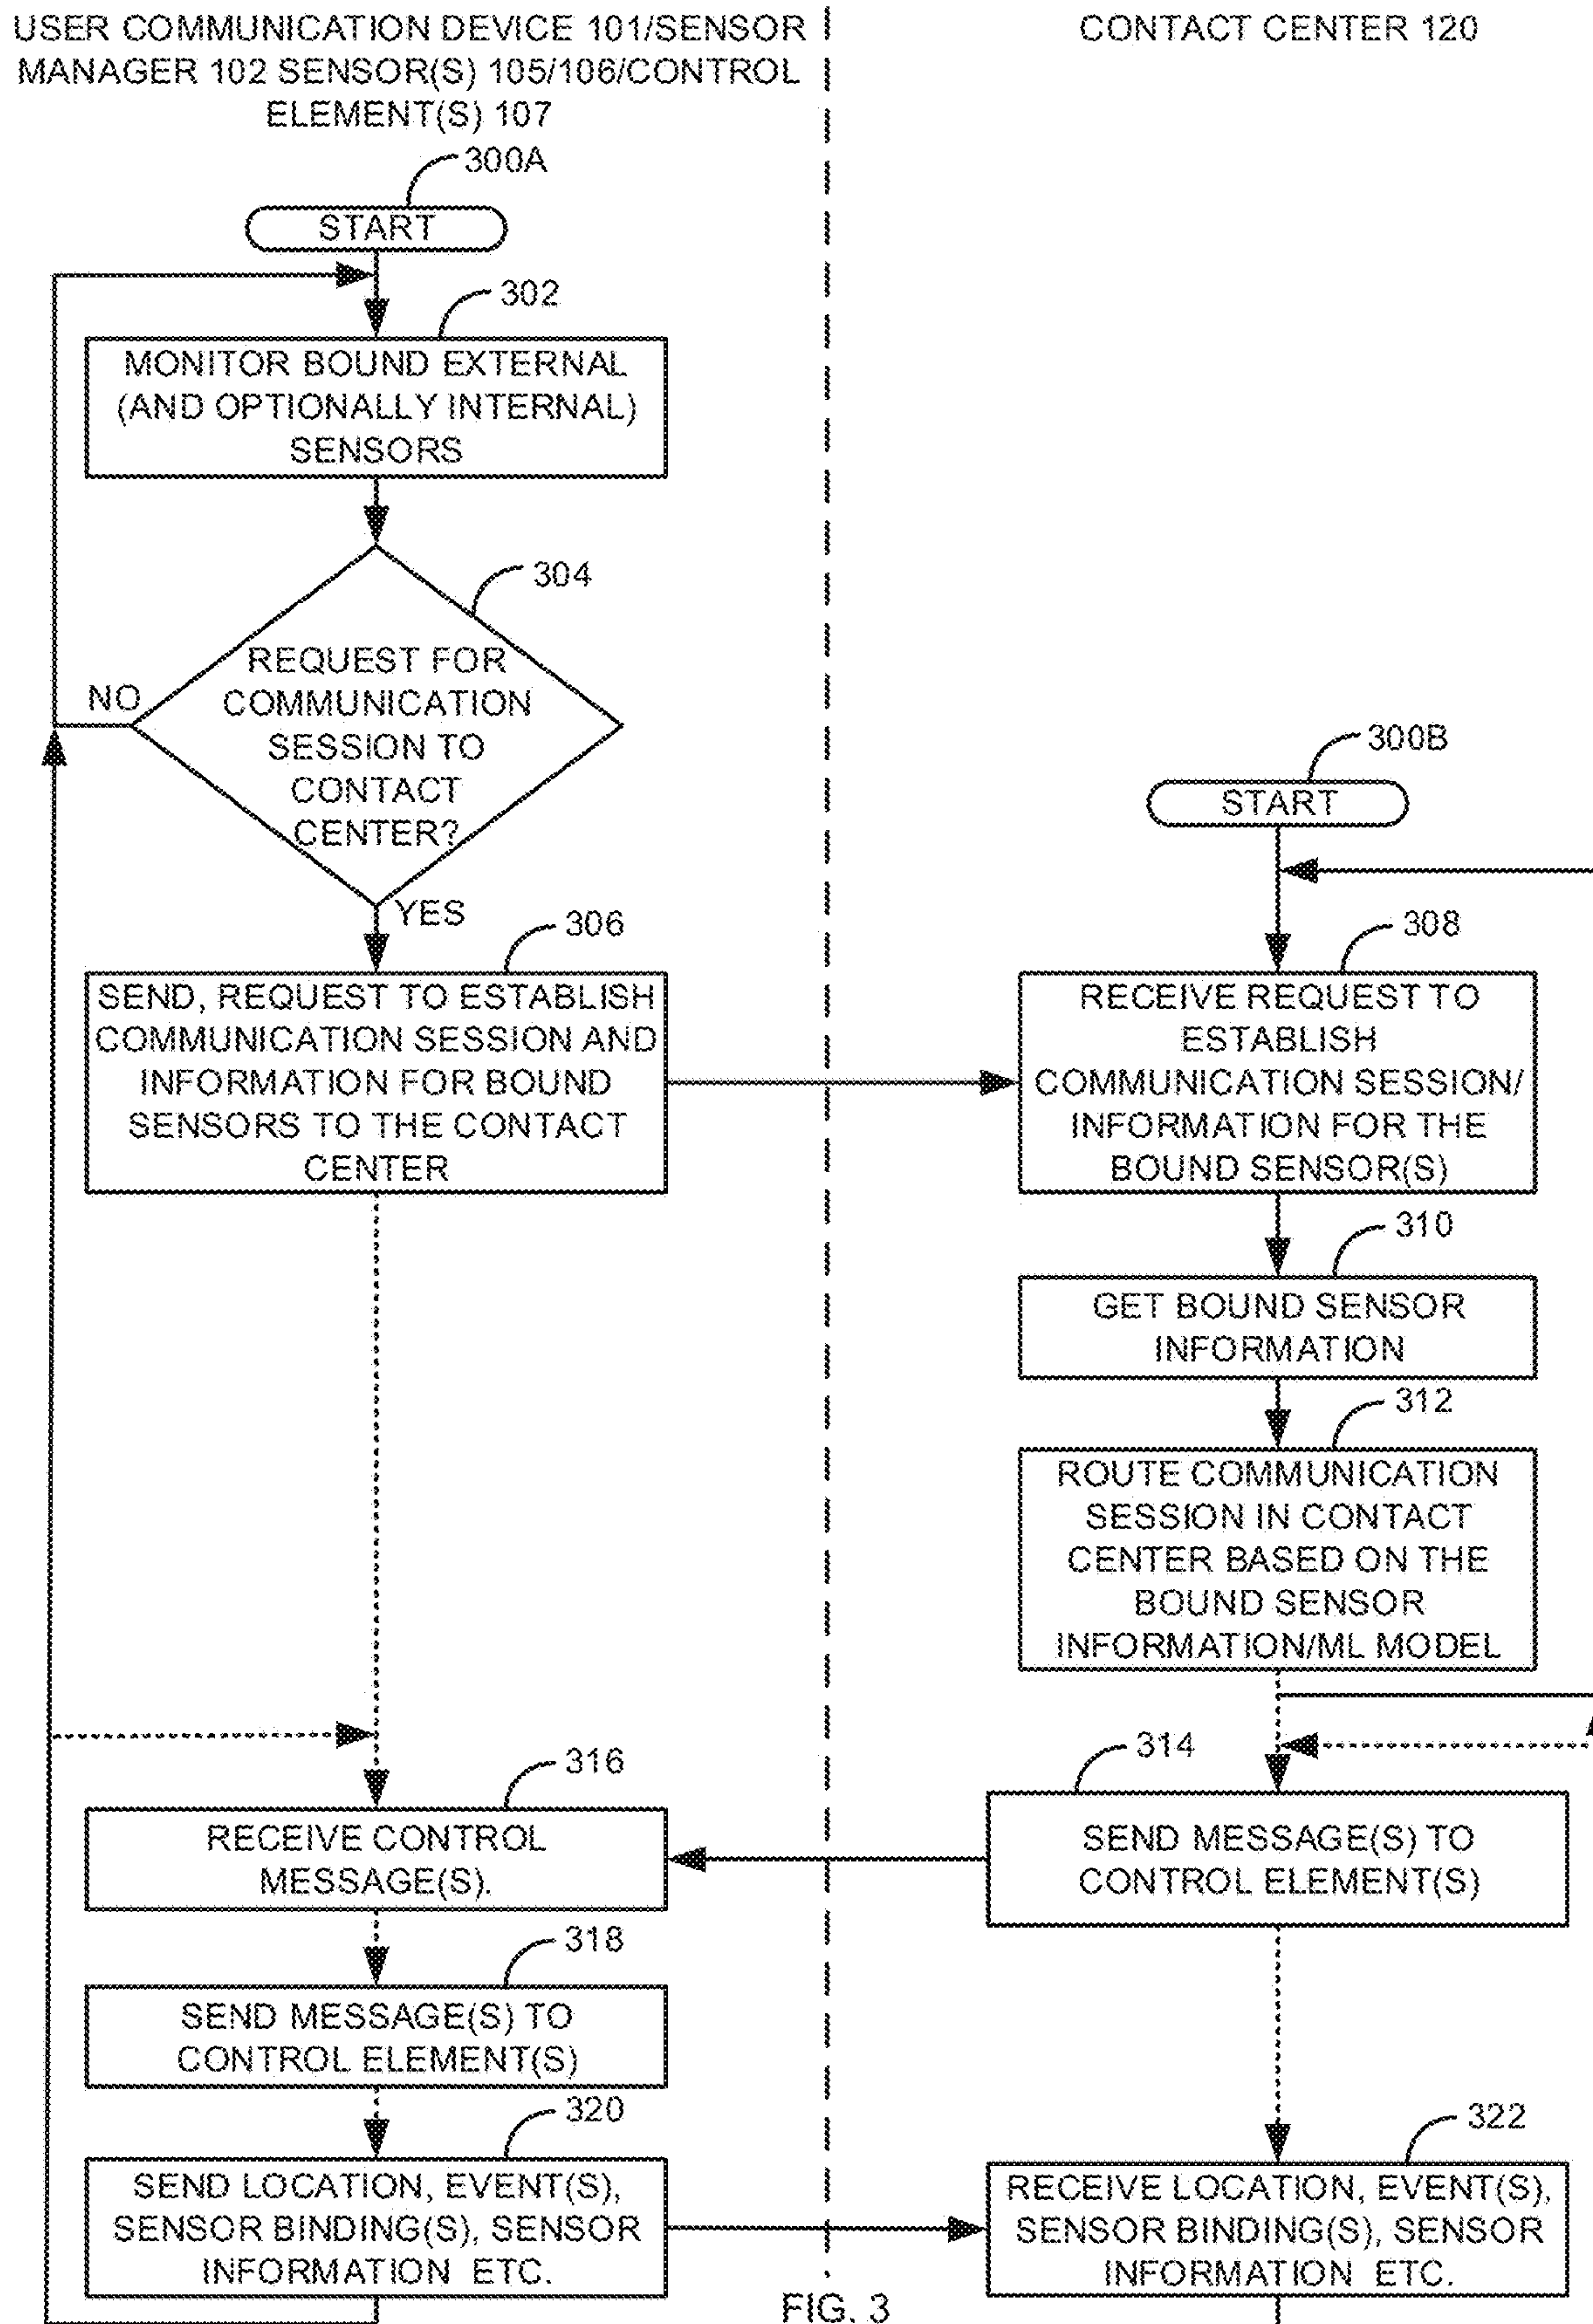 USER COMMUNICATION DEVICE 101/SENSOR
MANAGER 102 SENSOR(S) 105/106/CONTROL
ELEMENT(S) 107
CONTACT CENTER 120
300A
START
302
MONITOR BOUND EXTERNAL
(AND OPTIONALLY INTERNAL)
SENSORS
304
REQUEST FOR
COMMUNICATION
SESSION TO
CONTACT
CENTER?
NO
YES
300B
START
306
SEND, REQUEST TO ESTABLISH
COMMUNICATION SESSION AND
INFORMATION FOR BOUND
SENSORS TO THE CONTACT
CENTER
308
RECEIVE REQUEST TO
ESTABLISH
COMMUNICATION SESSION/
INFORMATION FOR THE
BOUND SENSOR(S)
310
GET BOUND SENSOR
INFORMATION
312
ROUTE COMMUNICATION
SESSION IN CONTACT
CENTER BASED ON THE
BOUND SENSOR
INFORMATION/ML MODEL
314
SEND MESSAGE(S) TO
CONTROL ELEMENT(S)
316
RECEIVE CONTROL
MESSAGE(S).
318
SEND MESSAGE(S) TO
CONTROL ELEMENT(S)
320
SEND LOCATION, EVENT(S),
SENSOR BINDING(S), SENSOR
INFORMATION ETC.
322
RECEIVE LOCATION, EVENT(S),
SENSOR BINDING(S), SENSOR
INFORMATION ETC.
FIG. 3